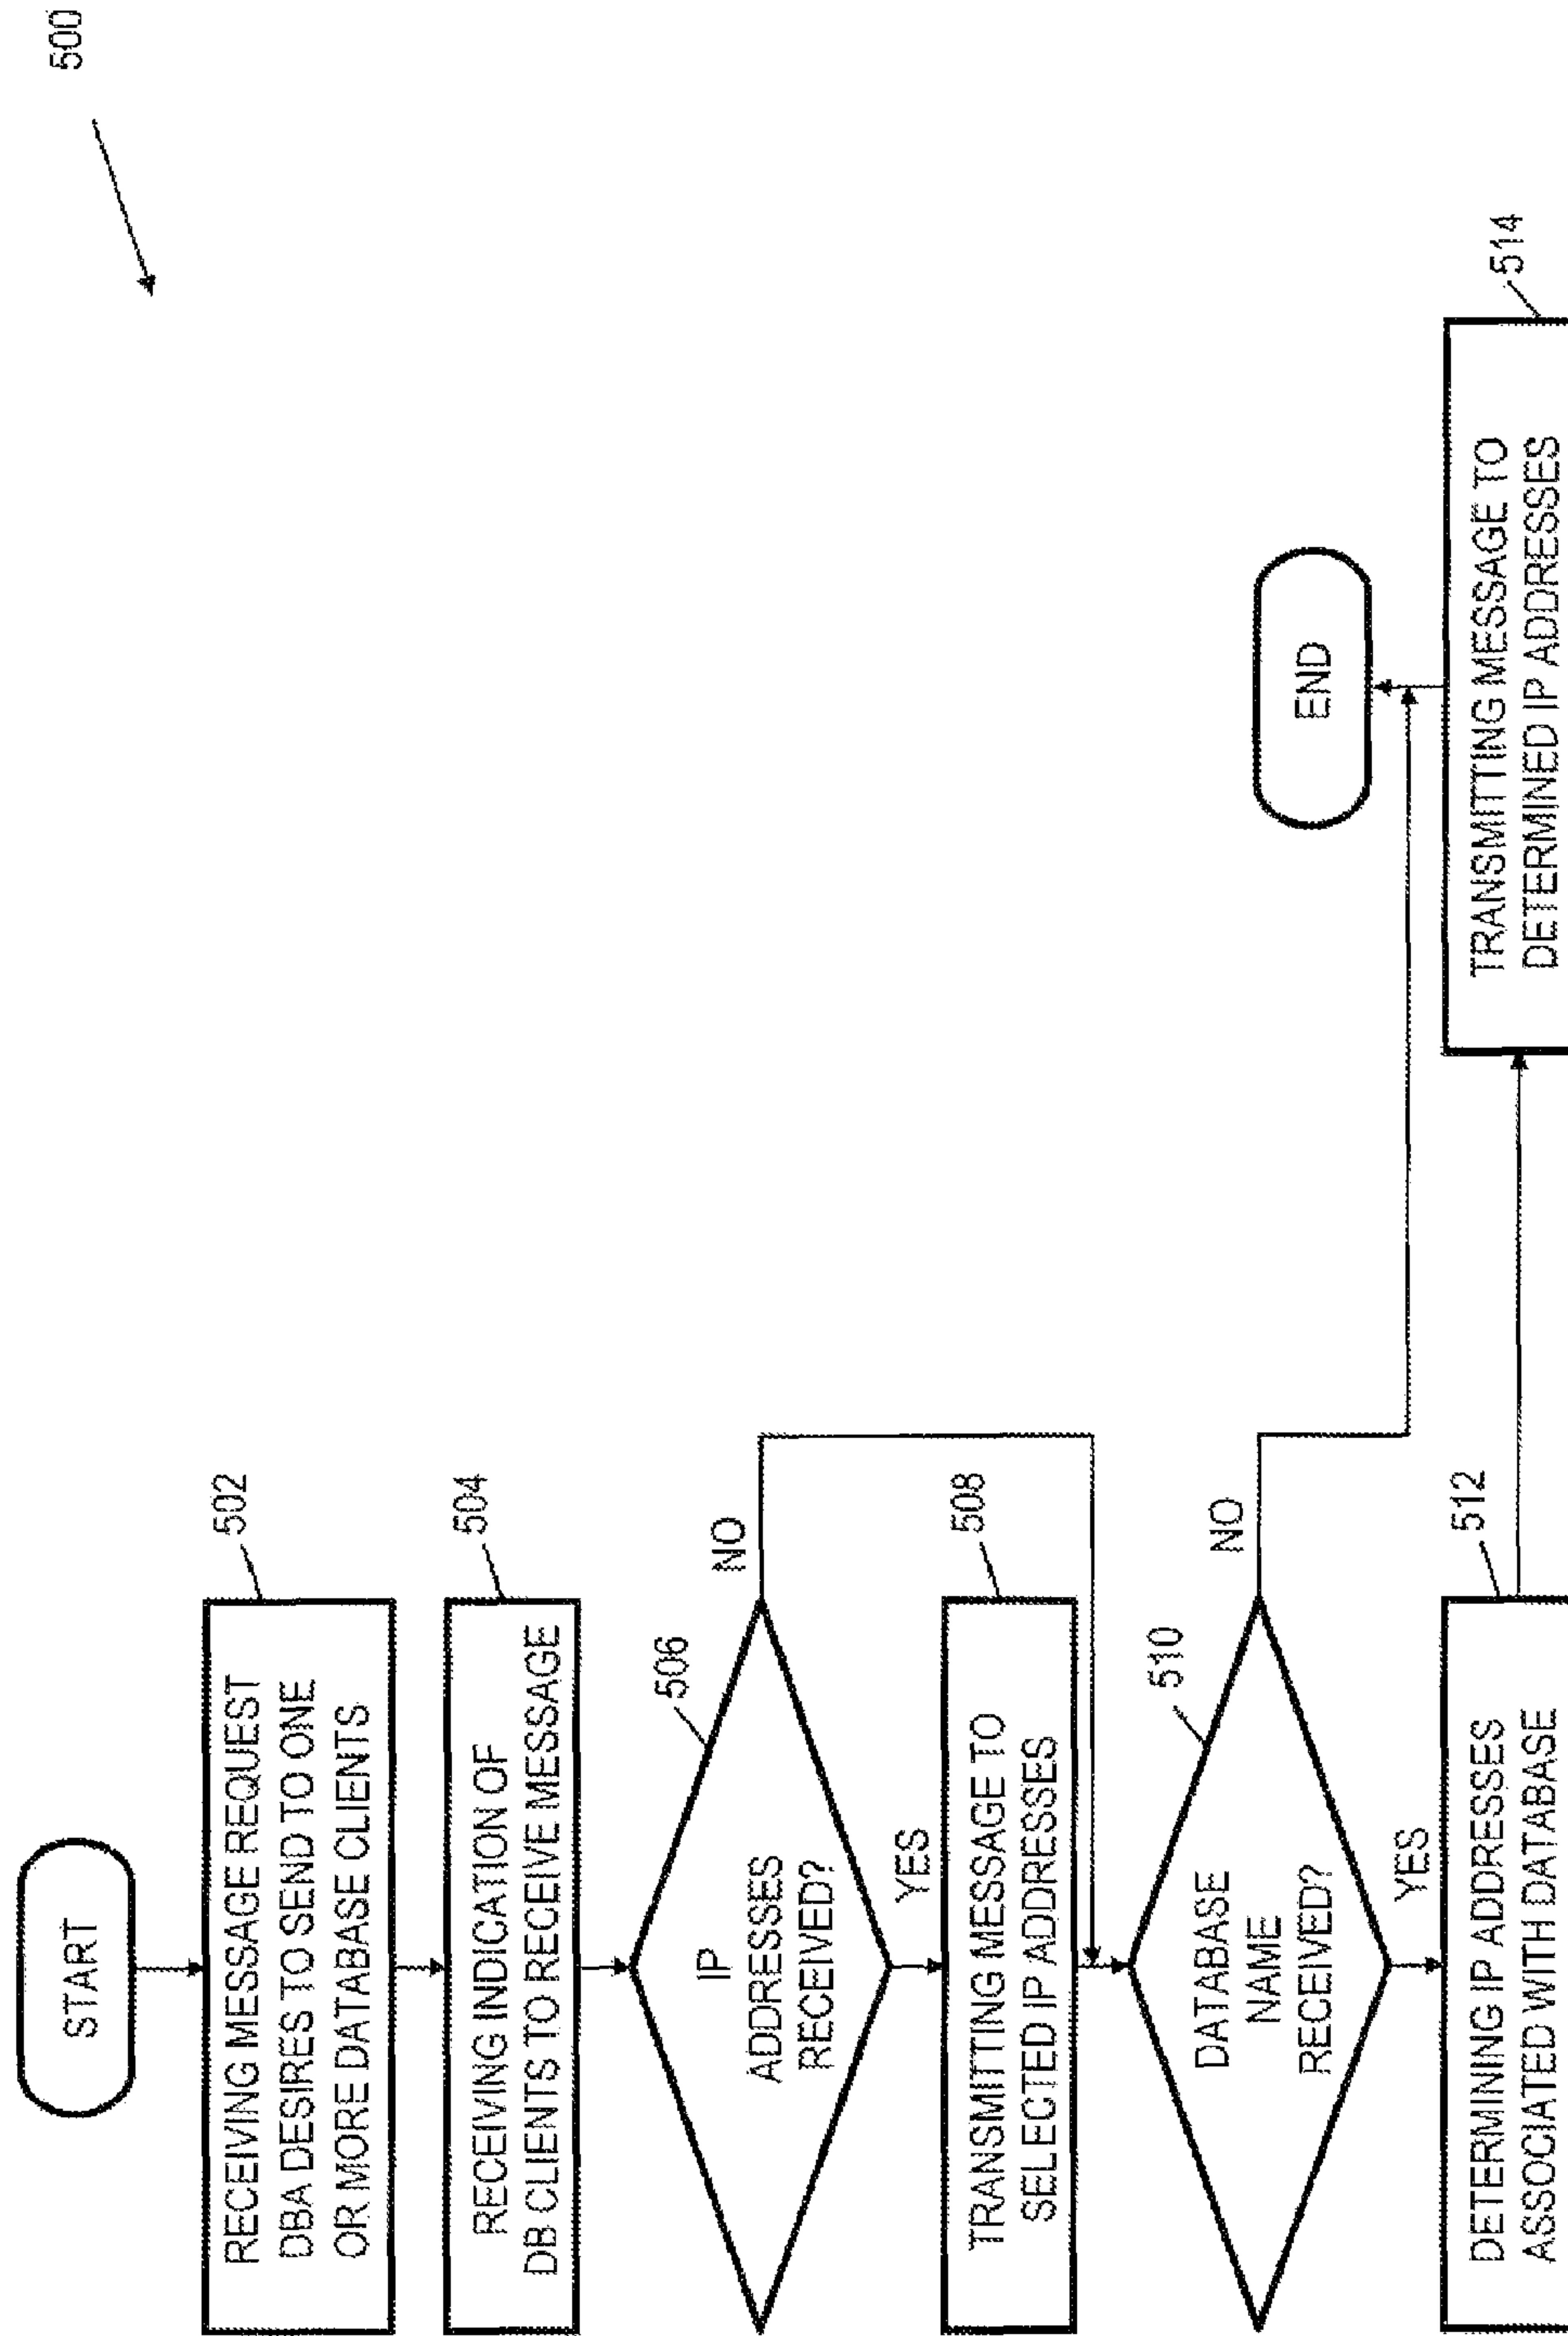 500
START
502
RECEIVING MESSAGE REQUEST
DBA DESIRES TO SEND TO ONE
OR MORE DATABASE CLIENTS
504
RECEIVING INDICATION OF
DB CLIENTS TO RECEIVE MESSAGE
506
IP
ADDRESSES
RECEIVED?
NO
YES
508
TRANSMITTING MESSAGE TO
SELECTED IP ADDRESSES
510
DATABASE
NAME
RECEIVED?
NO
YES
512
DETERMINING IP ADDRESSES
ASSOCIATED WITH DATABASE
END
514
TRANSMITTING MESSAGE TO
DETERMINED IP ADDRESSES